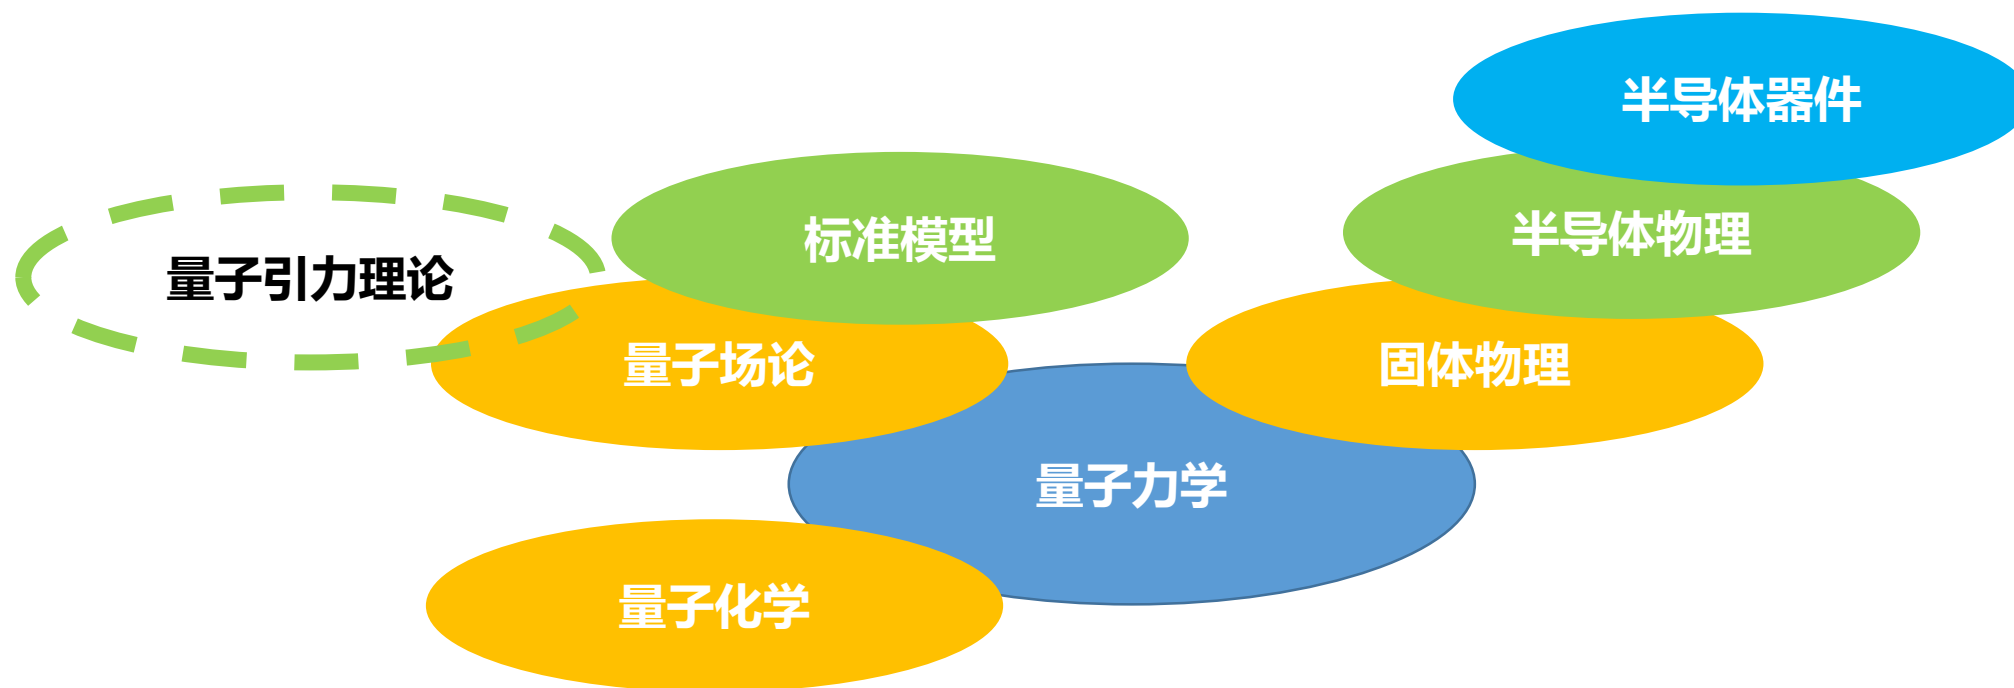 半导体器件
标准模型
半导体物理
量子引力理论
量子场论
固体物理
量子力学
量子化学